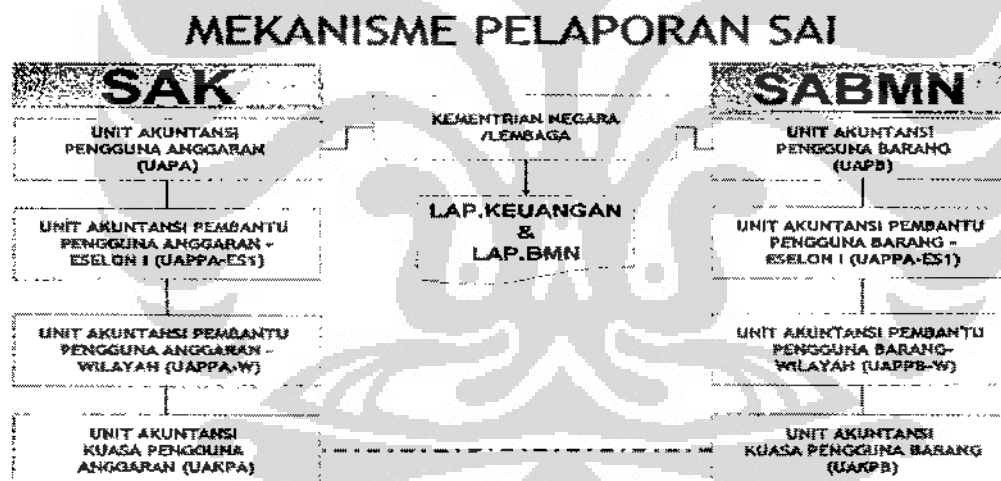 MEKANISME PELAPORAN SAI
SAK
UNIT AKUNTANSI
PENGGUNA ANGGARAN
(UAPA)
UNIT AKUNTANSI PEMBANTU
PENGGUNA ANGGARAN -
ESELON I (UAPPA-ES1)
UNIT AKUNTANSI PEMBANTU
PENGGUNA ANGGARAN -
WILAYAH (UAPPA-W)
UNIT AKUNTANSI
KUASA PENGGUNA
ANGGARAN (UAKPA)
KEMENTRIAN NEGARA
/LEMBAGA
LAP.KEUANGAN
&
LAP.BMN
SABMN
UNIT AKUNTANSI
PENGGUNA BARANG
(UAPB)
UNIT AKUNTANSI PEMBANTU
PENGGUNA BARANG -
ESELON I (UAPPA-ES1)
UNIT AKUNTANSI PEMBANTU
PENGGUNA BARANG-
WILAYAH (UAPPB-W)
UNIT AKUNTANSI
KUASA PENGGUNA BARANG
(UAKPB)